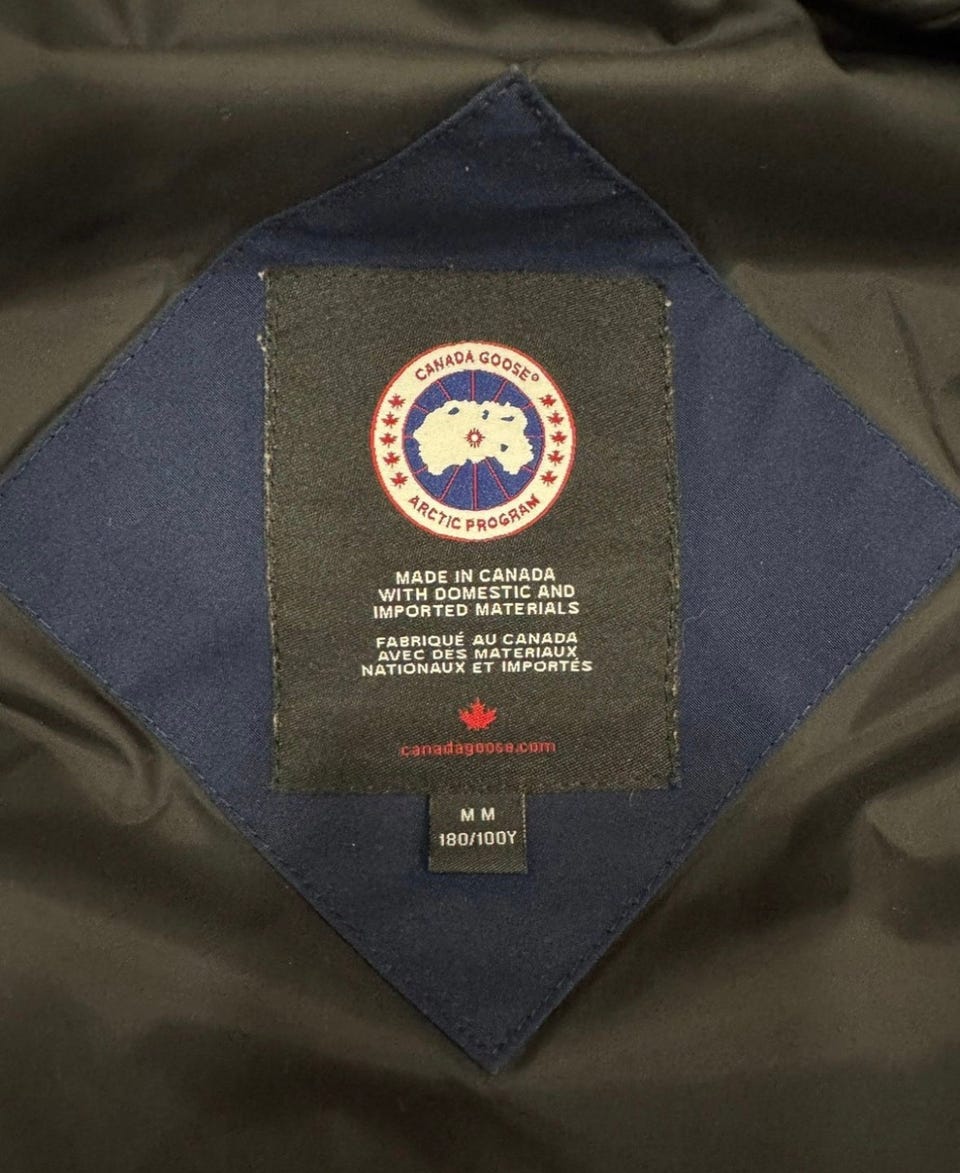 CANADA GOOSE®
ARCTIC PROGRAM
MADE IN CANADA
WITH DOMESTIC AND
IMPORTED MATERIALS
FABRIQUÉ AU CANADA
AVEC DES MATERIAUX
NATIONAUX ET IMPORTÉS
canadagoose.com
M M
180/100Y